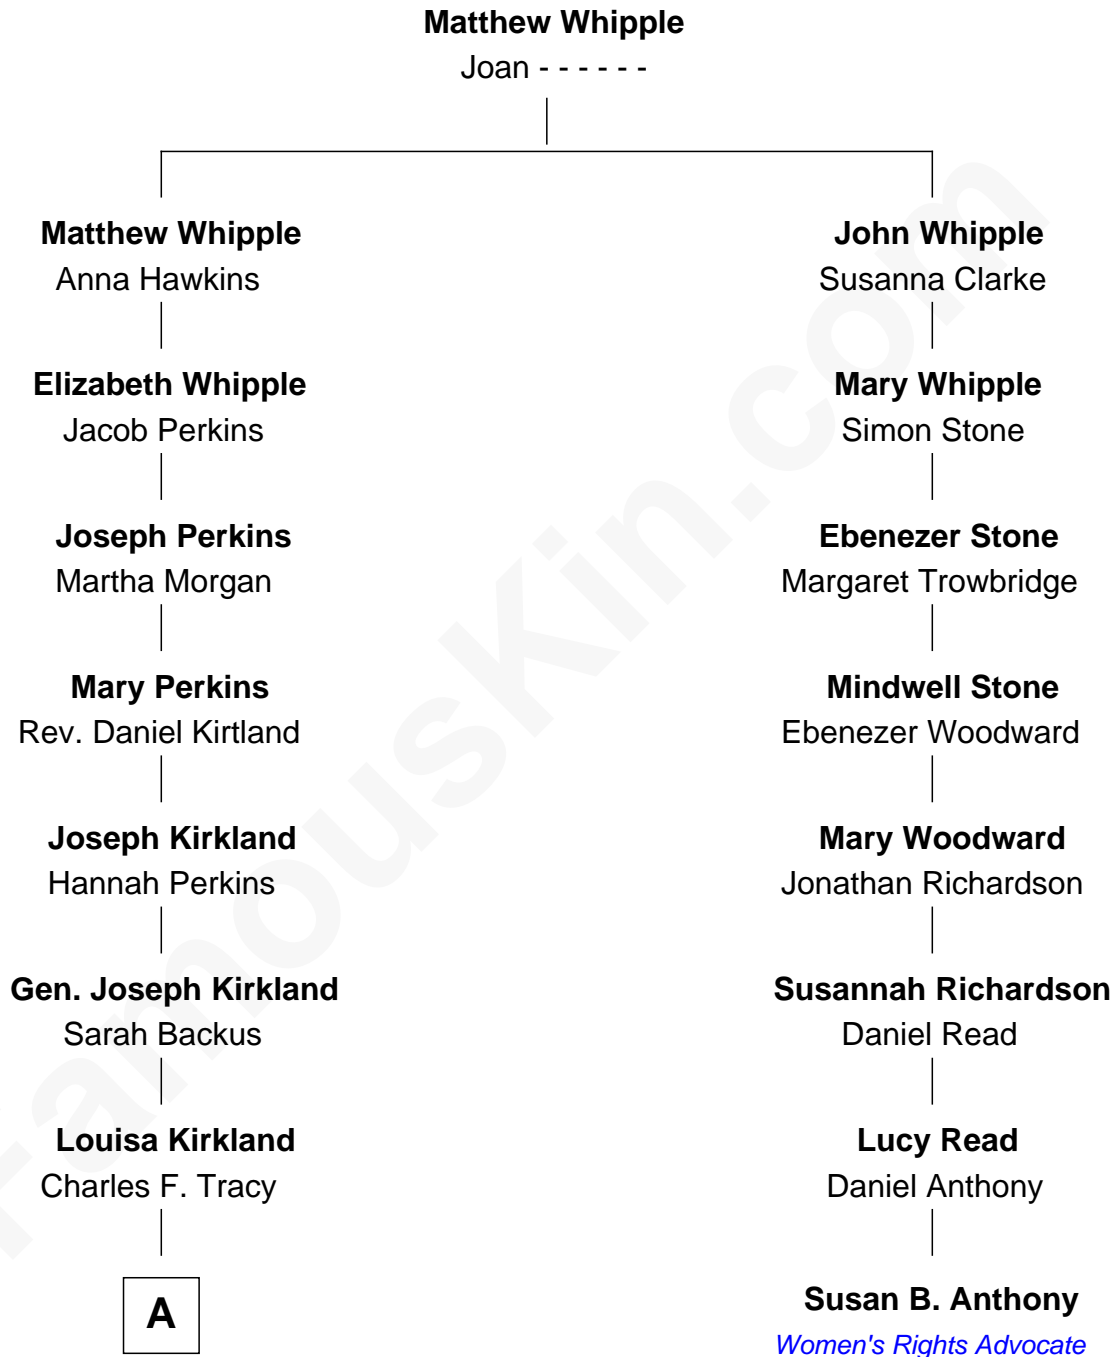 Matthew Whipple
Joan - - - - - -
Matthew Whipple
Anna Hawkins
John Whipple
Susanna Clarke
Elizabeth Whipple
Jacob Perkins
Mary Whipple
Simon Stone
Joseph Perkins
Martha Morgan
Ebenezer Stone
Margaret Trowbridge
Mary Perkins
Rev. Daniel Kirtland
Mindwell Stone
Ebenezer Woodward
Joseph Kirkland
Hannah Perkins
Mary Woodward
Jonathan Richardson
Gen. Joseph Kirkland
Sarah Backus
Susannah Richardson
Daniel Read
Louisa Kirkland
Charles F. Tracy
Lucy Read
Daniel Anthony
A
Susan B. Anthony
Women's Rights Advocate
FamousKin.com